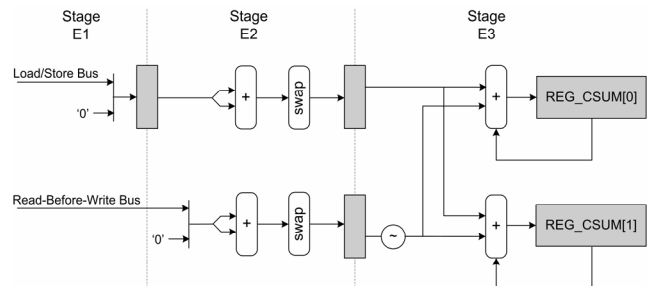 Stage
E1
Stage
E2
Stage
E3
Load/Store Bus
'0'
+
swap
+
REG_CSUM[0]
Read-Before-Write Bus
'0'
+
swap
~
+
REG_CSUM[1]